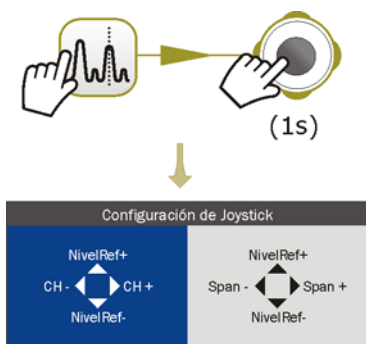 (1s)
Configuración de Joystick
NivelRef+
CH - CH +
NivelRef-
NivelRef+
Span - Span +
NivelRef-